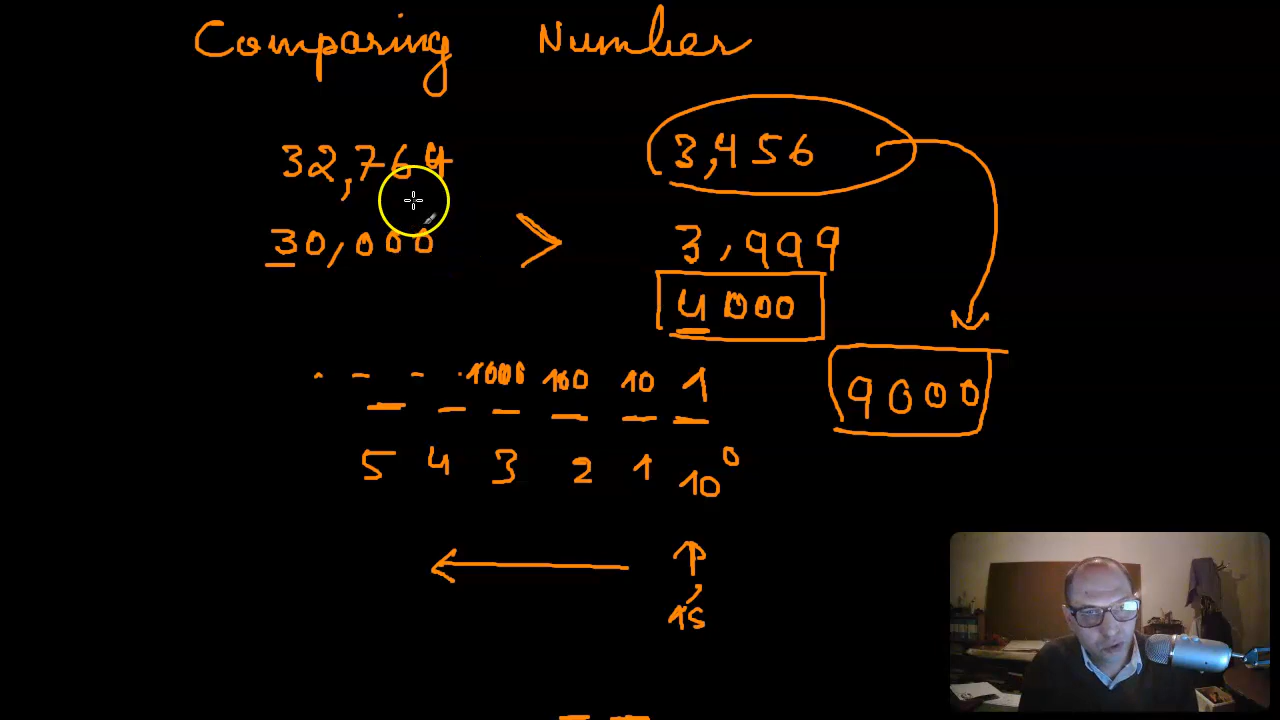 Comparing Number
32,764 3,456
30,000 > 3,999
4000
1000 100 10 1
9000
5 4 3 2 1 10⁰
1's